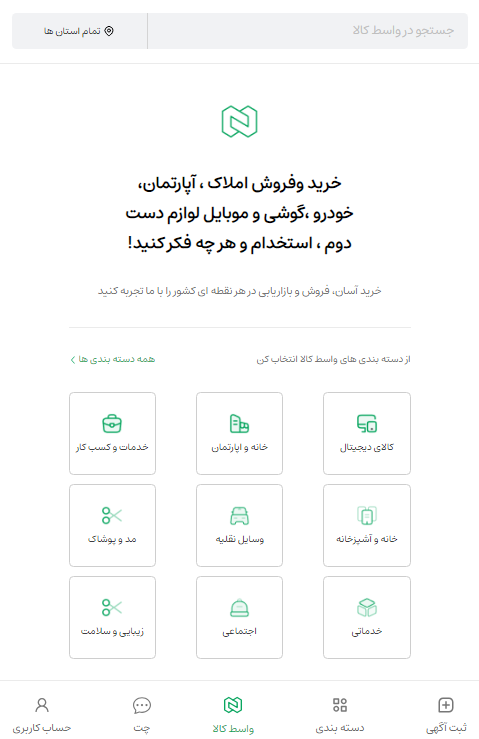 جستجو در واسط کالا
تمام استان ها
خرید وفروش املاک ، آپارتمان،
خودرو ،گوشی و موبایل لوازم دست
دوم ، استخدام و هر چه فکر کنید!
خرید آسان، فروش و بازاریابی در هر نقطه ای کشور را با ما تجربه کنید
از دسته بندی های واسط کالا انتخاب کن
همه دسته بندی ها
کالای دیجیتال
خانه و اپارتمان
خدمات و کسب کار
خانه و آشپزخانه
وسایل نقلیه
مد و پوشاک
خدماتی
اجتماعی
زیبایی و سلامت
ثبت آگهی
دسته بندی
واسط کالا
چت
حساب کاربری